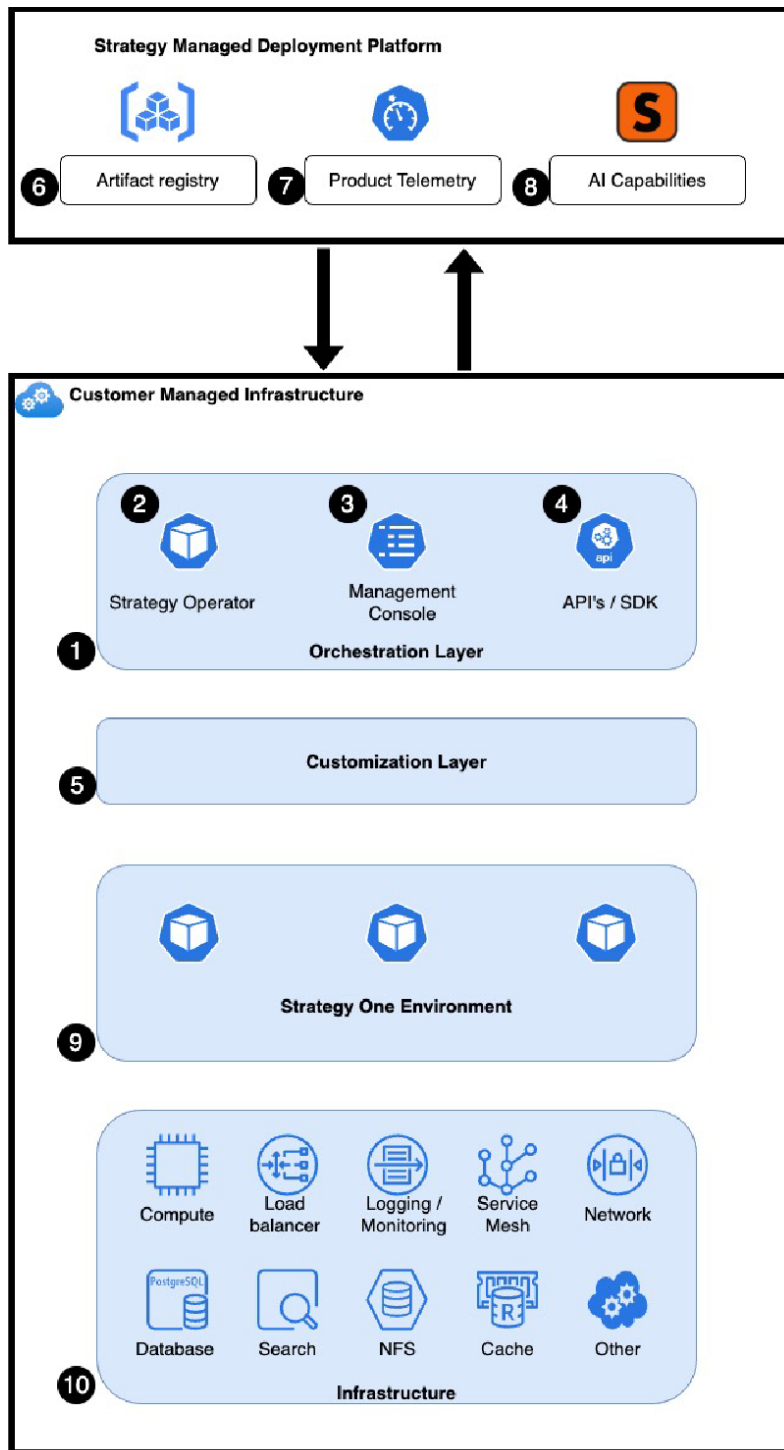 Strategy Managed Deployment Platform
S
6 Artifact registry
7 Product Telemetry
8 AI Capabilities
Customer Managed Infrastructure
2
3
4
api
Strategy Operator
Management
Console
API's / SDK
1
Orchestration Layer
Customization Layer
5
Strategy One Environment
9
Compute
Load
balancer
Logging /
Monitoring
Service
Mesh
Network
PostgreSQL
R
Database
Search
NFS
Cache
Other
10
Infrastructure